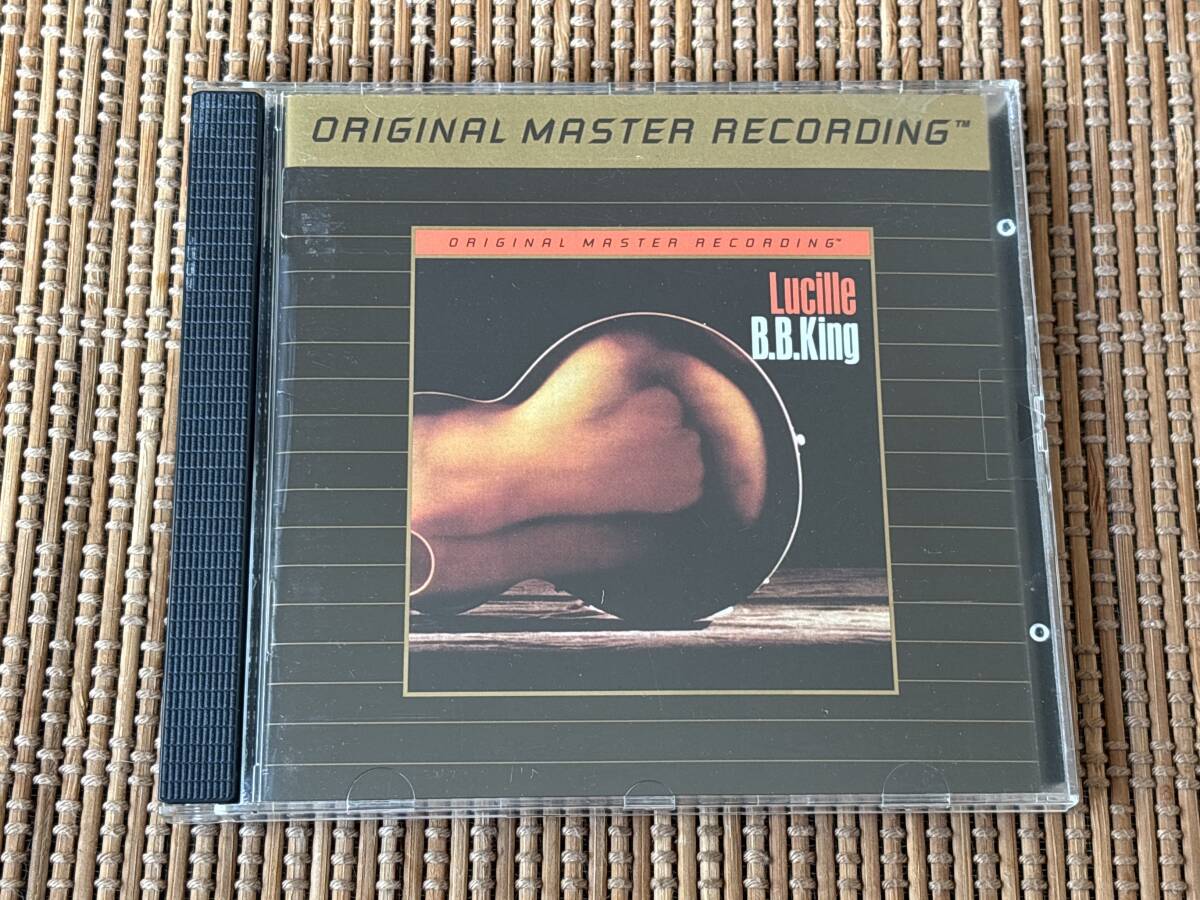 ORIGINAL MASTER RECORDING™
ORIGINAL MASTER RECORDING™
Lucille
B.B.King